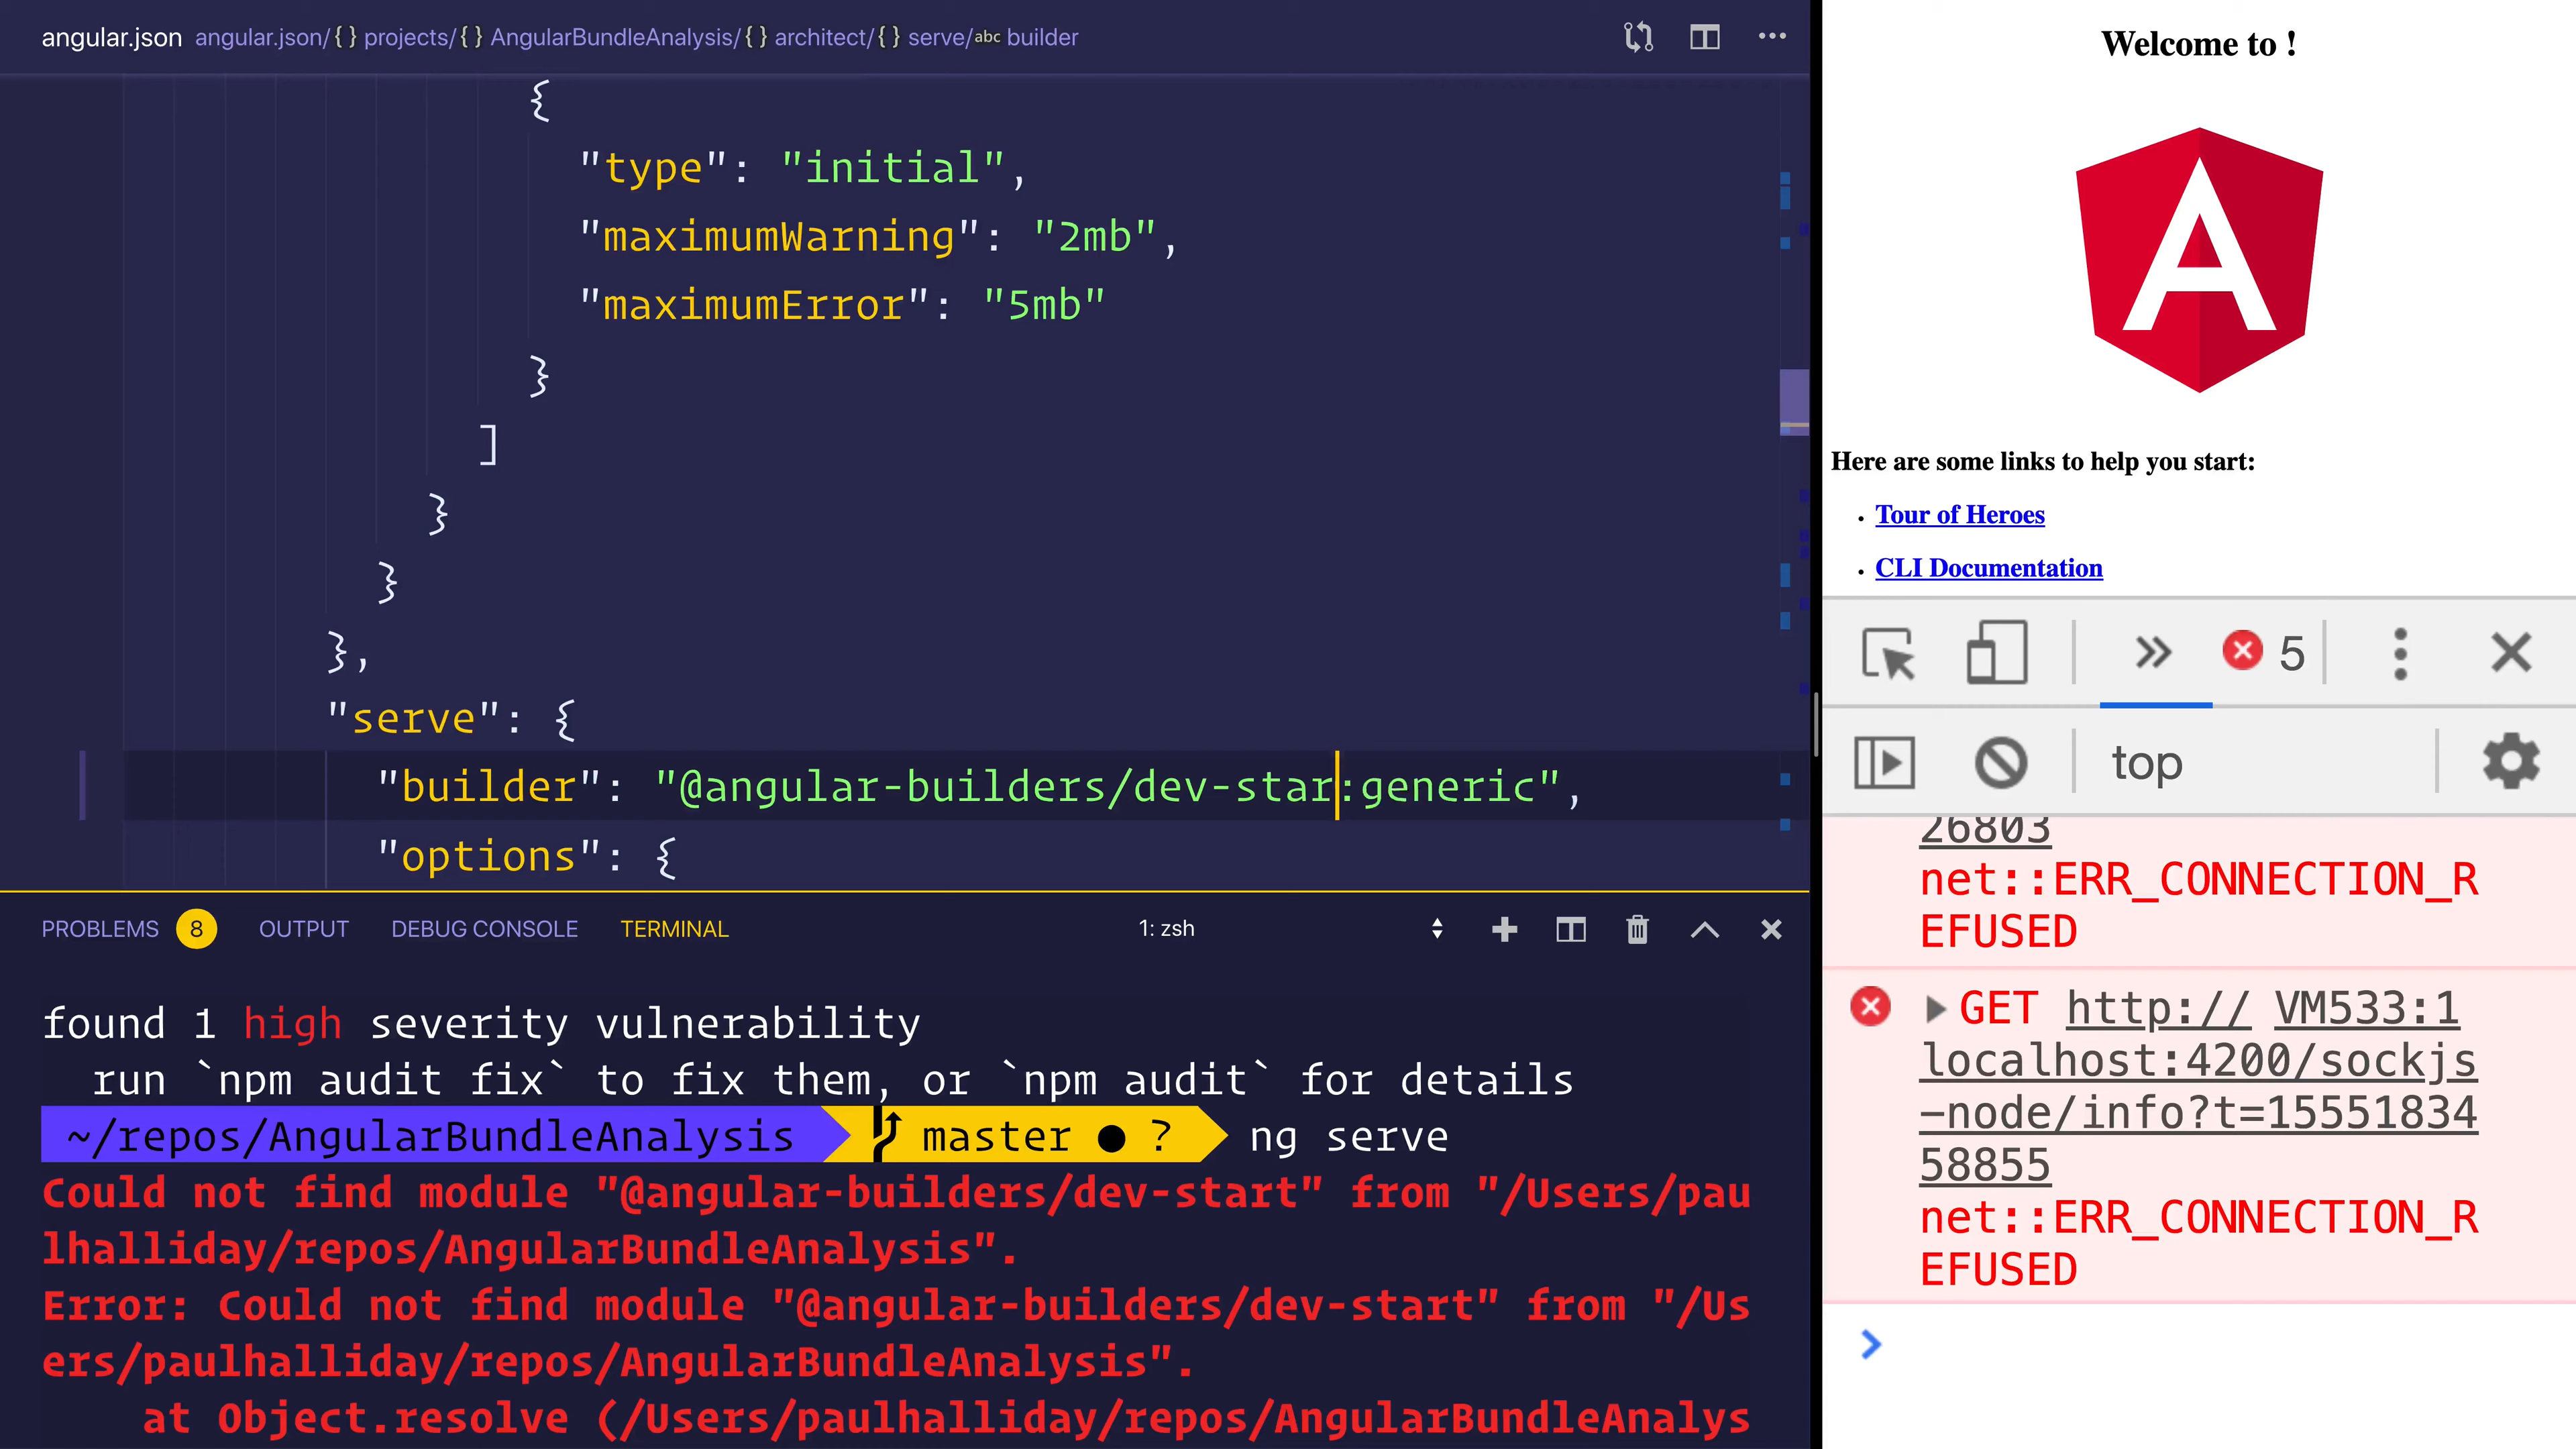 angular.json angular.json/{ } projects/{ } AngularBundleAnalysis/{ } architect/{ } serve/abc builder
{
"type": "initial",
"maximumWarning": "2mb",
"maximumError": "5mb"
}
]
}
}
},
"serve": {
"builder": "@angular-builders/dev-star:generic",
"options": {
PROBLEMS 8 OUTPUT DEBUG CONSOLE TERMINAL 1: zsh
found 1 high severity vulnerability
run `npm audit fix` to fix them, or `npm audit` for details
~/repos/AngularBundleAnalysis master ● ? ng serve
Could not find module "@angular-builders/dev-start" from "/Users/pau
lhalliday/repos/AngularBundleAnalysis".
Error: Could not find module "@angular-builders/dev-start" from "/Us
ers/paulhalliday/repos/AngularBundleAnalysis".
at Object.resolve (/Users/paulhalliday/repos/AngularBundleAnalys
Welcome to !
A
Here are some links to help you start:
• Tour of Heroes
• CLI Documentation
5
top
26803
net::ERR_CONNECTION_R
EFUSED
GET http:// VM533:1
localhost:4200/sockjs
-node/info?t=15551834
58855
net::ERR_CONNECTION_R
EFUSED